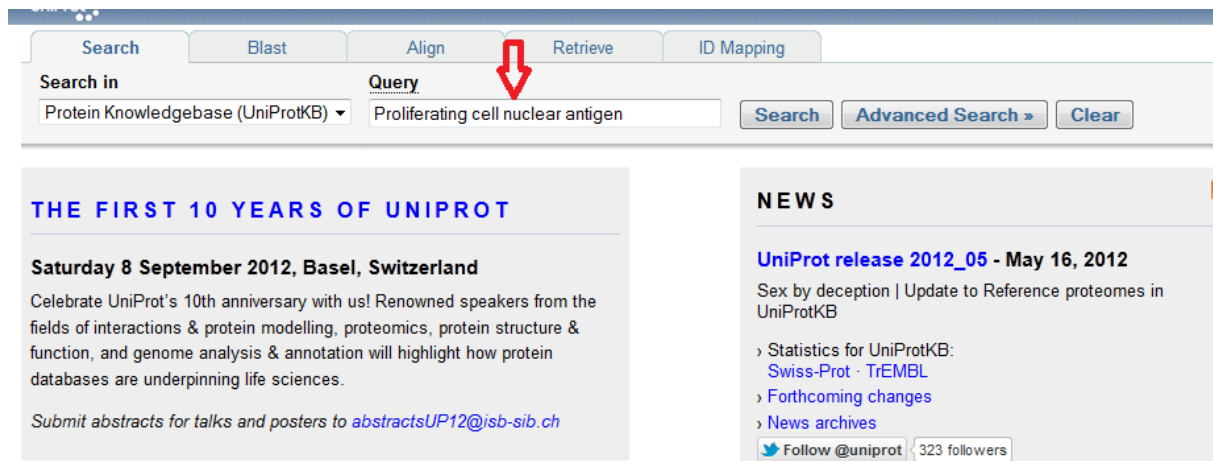 Search Blast Align Retrieve ID Mapping
Search in Query
Protein Knowledgebase (UniProtKB) Proliferating cell nuclear antigen Search Advanced Search » Clear
THE FIRST 10 YEARS OF UNIPROT
Saturday 8 September 2012, Basel, Switzerland
Celebrate UniProt's 10th anniversary with us! Renowned speakers from the
fields of interactions & protein modelling, proteomics, protein structure &
function, and genome analysis & annotation will highlight how protein
databases are underpinning life sciences.
Submit abstracts for talks and posters to abstractsUP12@isb-sib.ch
NEWS
UniProt release 2012_05 - May 16, 2012
Sex by deception | Update to Reference proteomes in
UniProtKB
› Statistics for UniProtKB:
Swiss-Prot · TrEMBL
› Forthcoming changes
› News archives
Follow @uniprot 323 followers